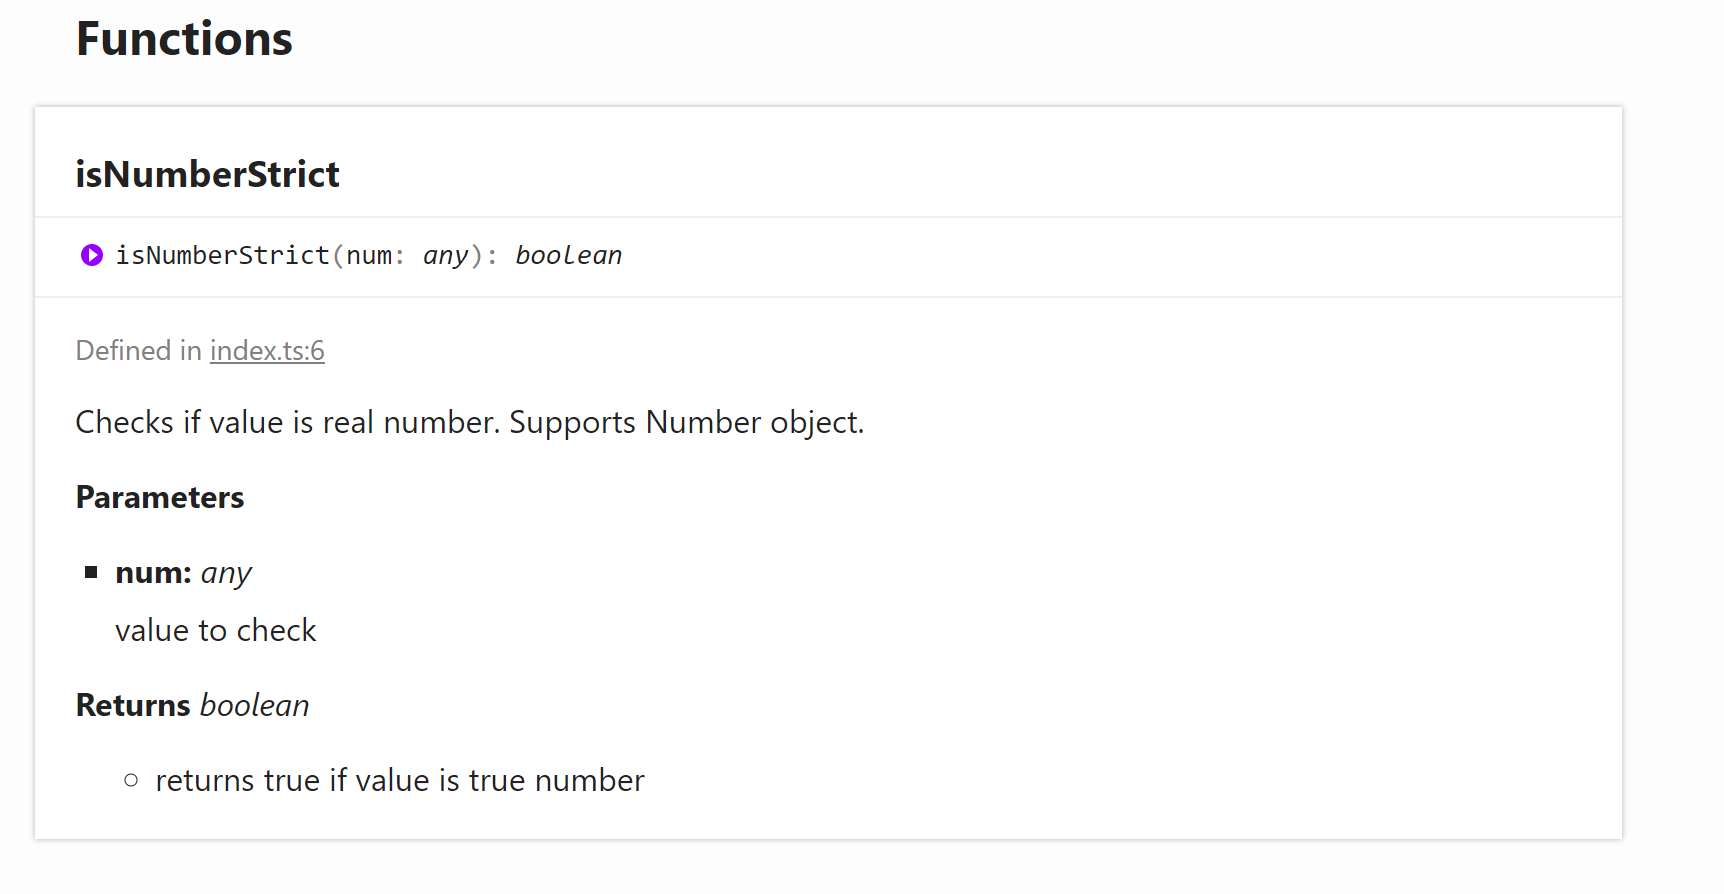 Functions
isNumberStrict
isNumberStrict(num: any): boolean
Defined in index.ts:6
Checks if value is real number. Supports Number object.
Parameters
num: any
value to check
Returns boolean
returns true if value is true number